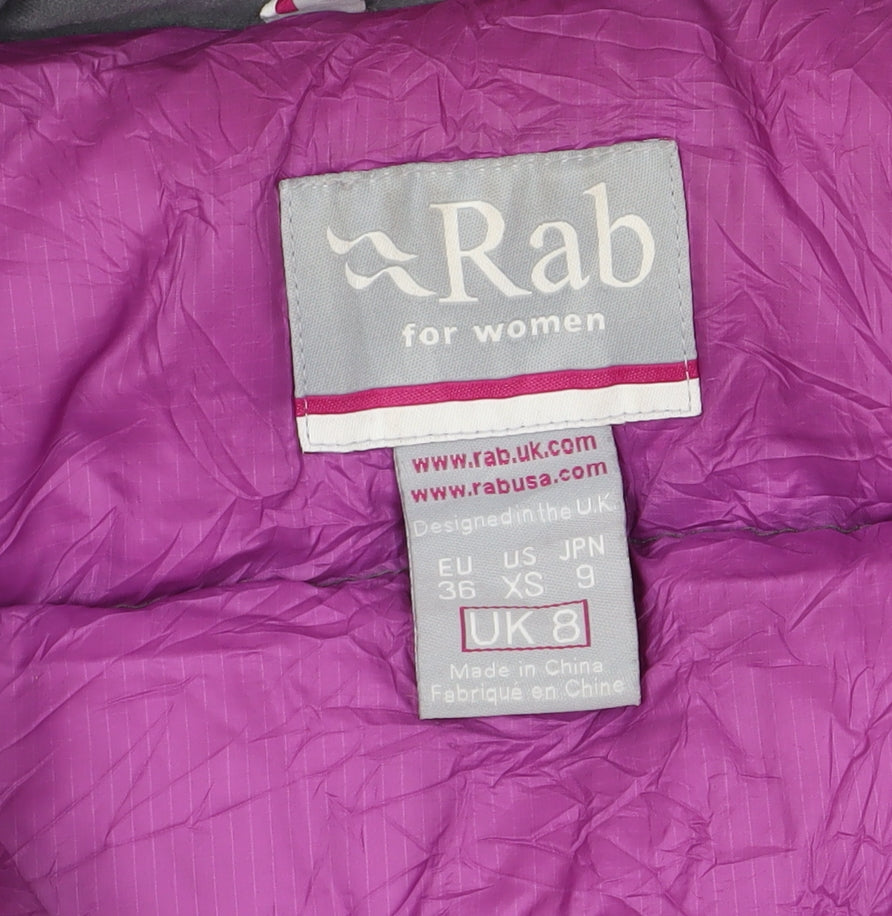 Rab
for women
www.rab.uk.com
www.rabusa.com
Designed in the U.K.
EU US JPN
36 XS 9
UK 8
Made in China
Fabriqué en Chine